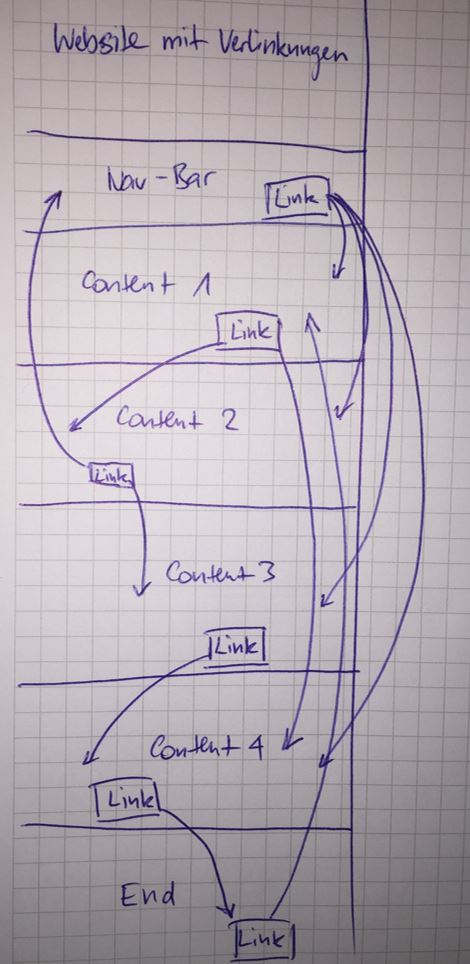 Website mit Verlinkungen
Nav-Bar
Link
Content 1
Link
Content 2
Link
Content 3
Link
Content 4
Link
End
Link